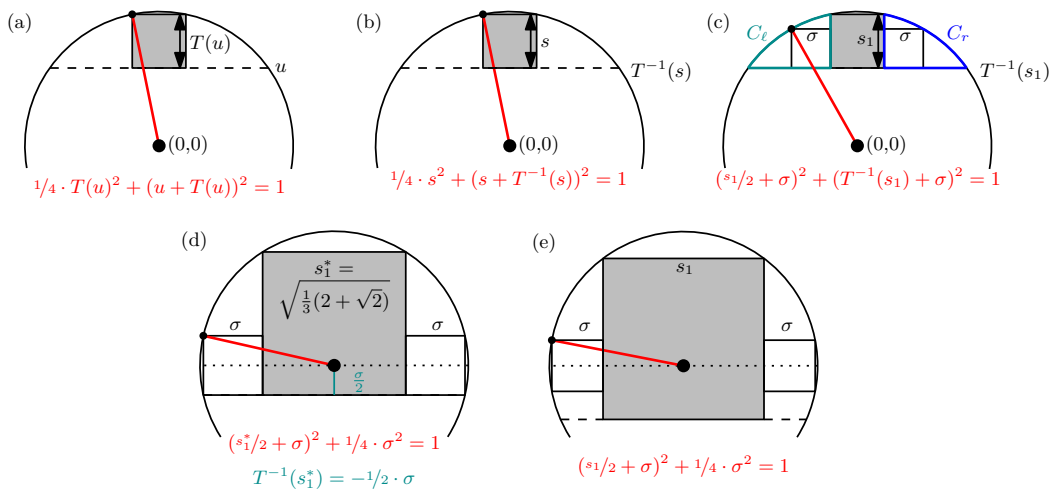 (a)
T(u)
u
(0,0)
1/4 · T(u)² + (u + T(u))² = 1
(b)
s
T⁻¹(s)
(0,0)
1/4 · s² + (s + T⁻¹(s))² = 1
(c)
C_ℓ
σ
s₁
σ
C_r
T⁻¹(s₁)
(0,0)
(s₁/2 + σ)² + (T⁻¹(s₁) + σ)² = 1
(d)
s₁* =
√(1/3(2 + √2))
σ
σ
σ/2
(s₁*/2 + σ)² + 1/4 · σ² = 1
T⁻¹(s₁*) = −1/2 · σ
(e)
s₁
σ
σ
(s₁/2 + σ)² + 1/4 · σ² = 1